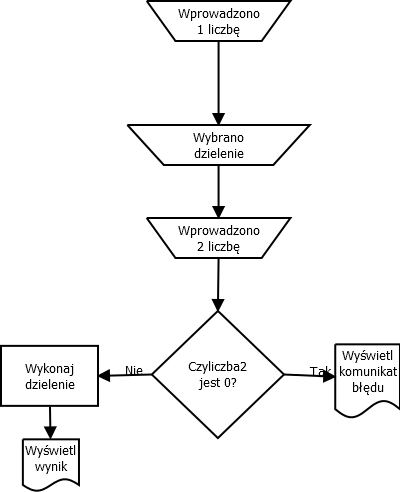 Wprowadzono
1 liczbę
Wybrano
dzielenie
Wprowadzono
2 liczbę
Czyliczba2
jest 0?
Nie
Tak
Wykonaj
dzielenie
Wyświetl
komunikat
błędu
Wyświetl
wynik